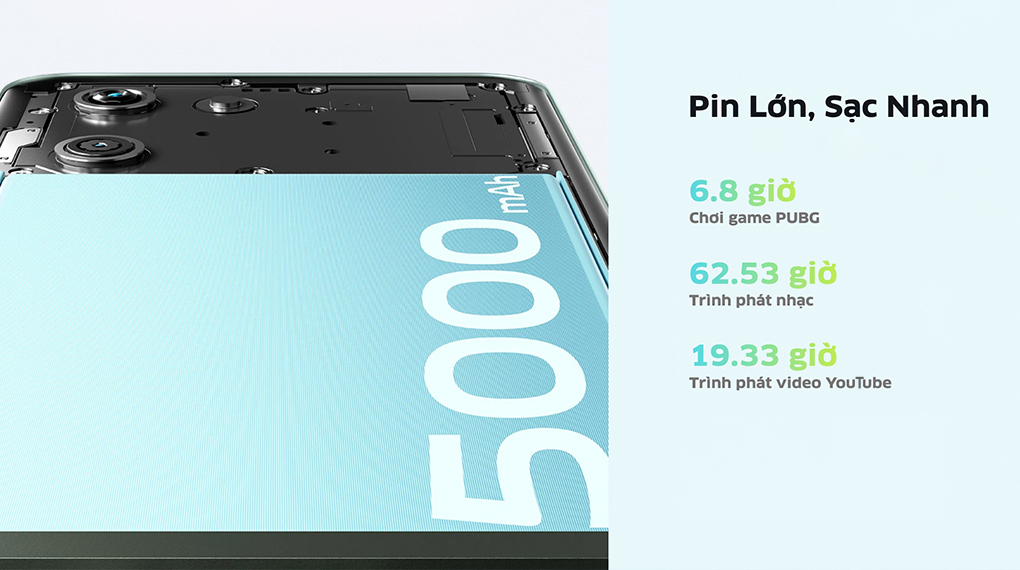 5000 mAh
Pin Lớn, Sạc Nhanh
6.8 giờ
Chơi game PUBG
62.53 giờ
Trình phát nhạc
19.33 giờ
Trình phát video YouTube